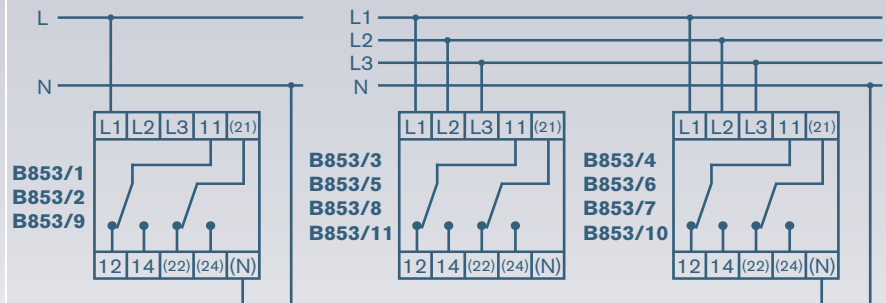 L
N
L1 L2 L3 11 (21)
B853/1
B853/2
B853/9
12 14 (22) (24) (N)
L1
L2
L3
N
L1 L2 L3 11 (21)
B853/3
B853/5
B853/8
B853/11
12 14 (22) (24) (N)
L1 L2 L3 11 (21)
B853/4
B853/6
B853/7
B853/10
12 14 (22) (24) (N)